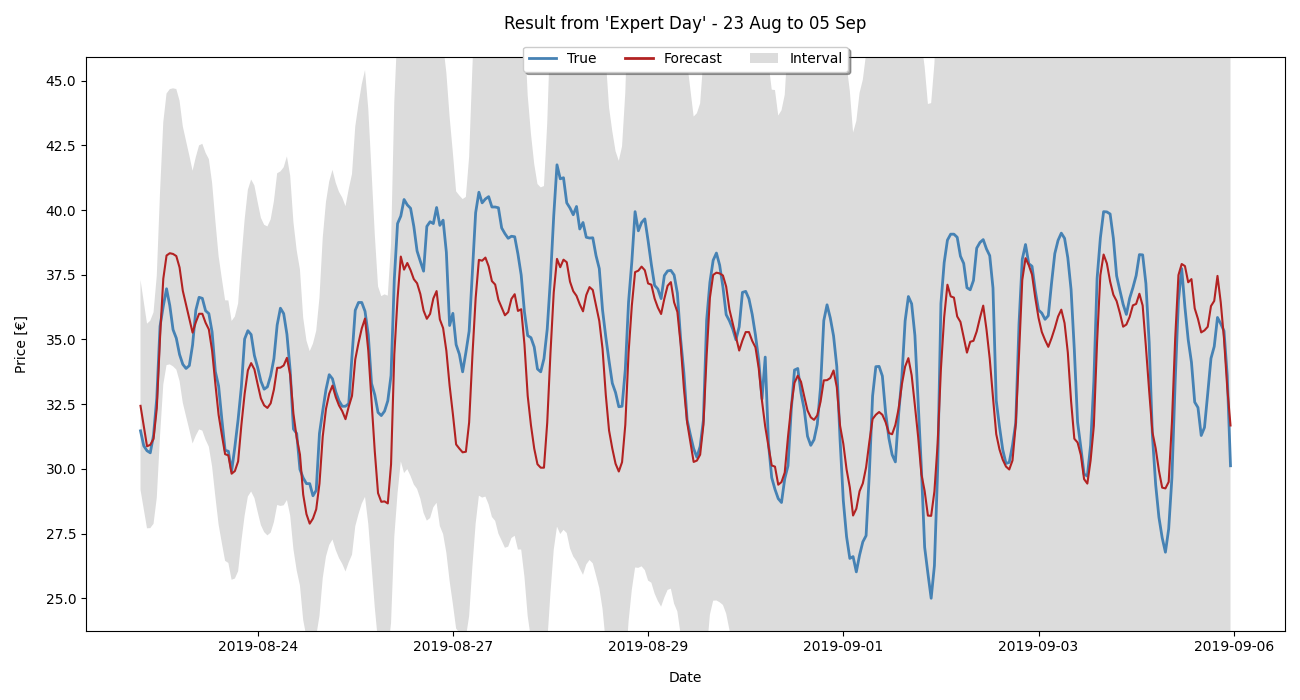 Result from 'Expert Day' - 23 Aug to 05 Sep
True Forecast Interval
45.0
42.5
40.0
37.5
35.0
32.5
30.0
27.5
25.0
Price [€]
2019-08-24 2019-08-27 2019-08-29 2019-09-01 2019-09-03 2019-09-06
Date